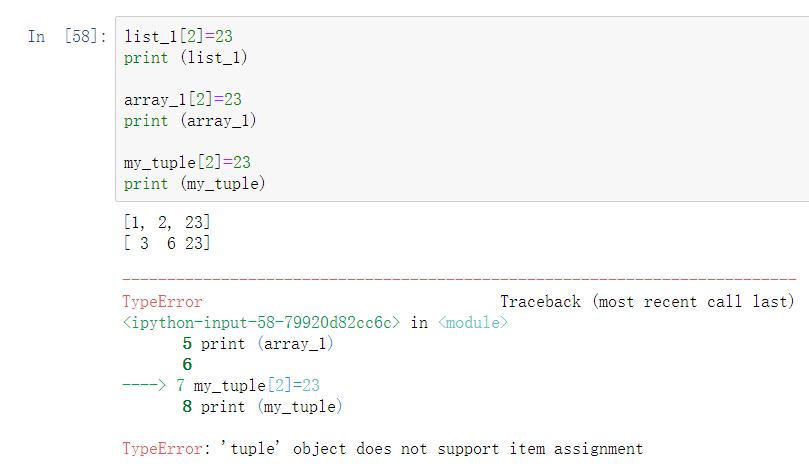 In [58]: list_1[2]=23
print (list_1)
array_1[2]=23
print (array_1)
my_tuple[2]=23
print (my_tuple)
[1, 2, 23]
[ 3  6 23]
---------------------------------------------------------------------------
TypeError                                 Traceback (most recent call last)
<ipython-input-58-79920d82cc6c> in <module>
      5 print (array_1)
      6
----> 7 my_tuple[2]=23
      8 print (my_tuple)
TypeError: 'tuple' object does not support item assignment